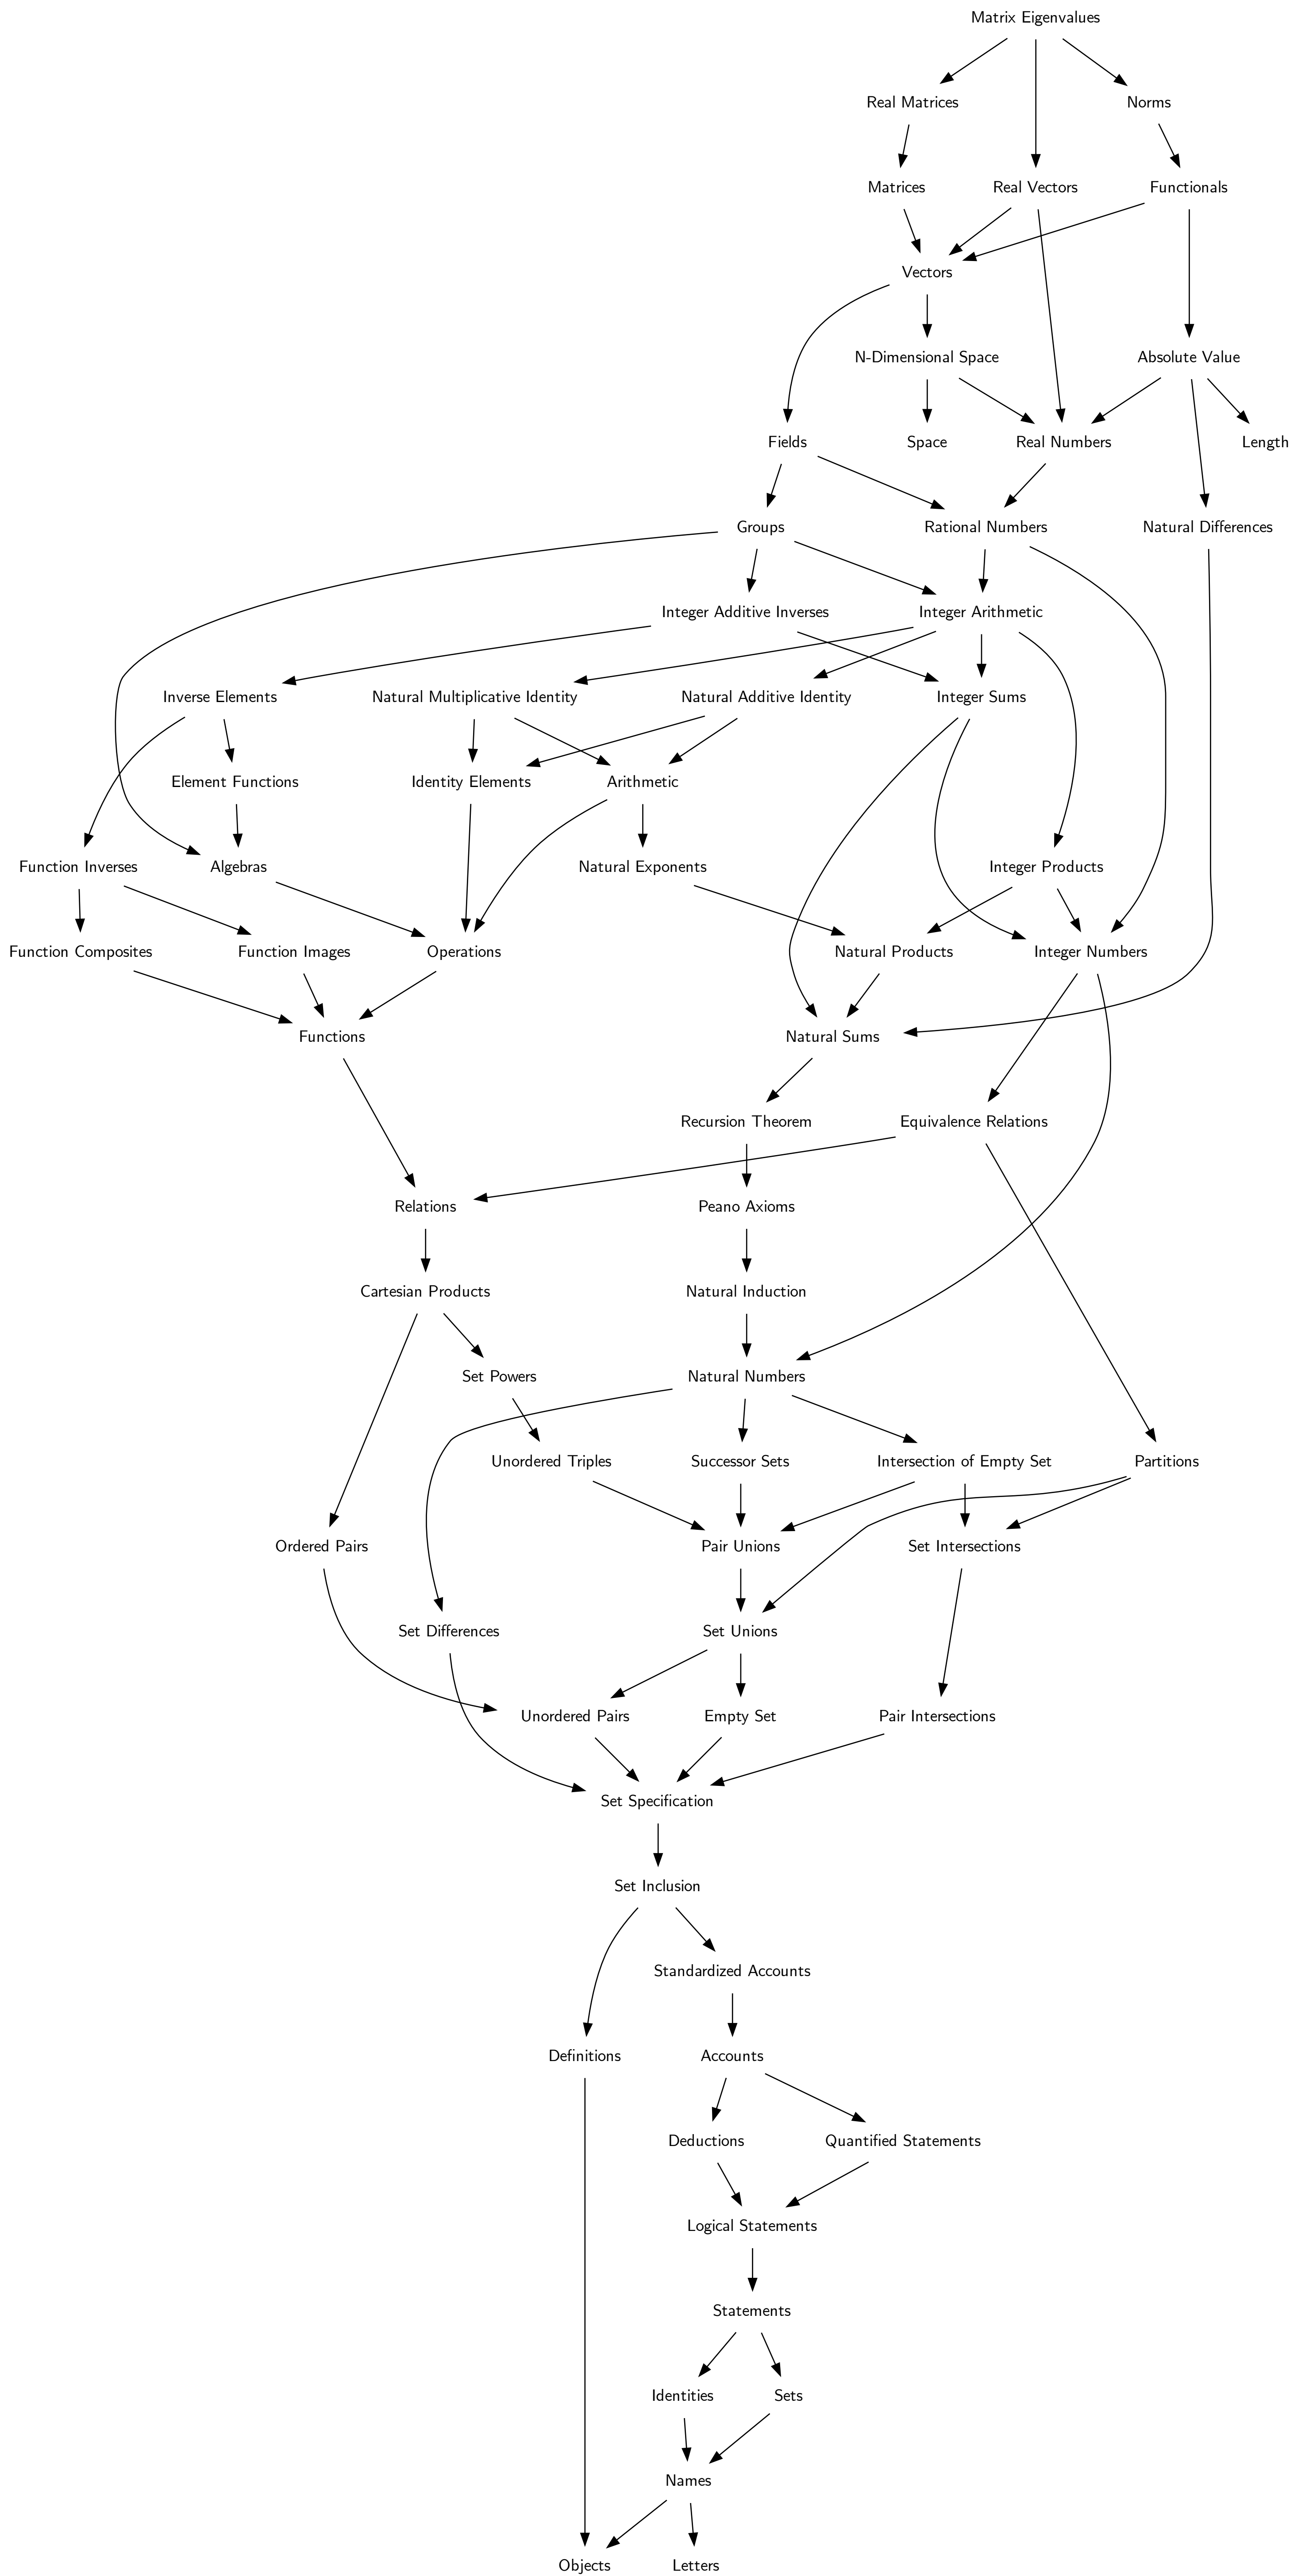 Matrix Eigenvalues
Real Matrices
Norms
Matrices
Real Vectors
Functionals
Vectors
N-Dimensional Space
Absolute Value
Fields
Space
Real Numbers
Length
Groups
Rational Numbers
Natural Differences
Integer Additive Inverses
Integer Arithmetic
Inverse Elements
Natural Multiplicative Identity
Natural Additive Identity
Integer Sums
Element Functions
Identity Elements
Arithmetic
Function Inverses
Algebras
Natural Exponents
Integer Products
Function Composites
Function Images
Operations
Natural Products
Integer Numbers
Functions
Natural Sums
Recursion Theorem
Equivalence Relations
Relations
Peano Axioms
Cartesian Products
Natural Induction
Set Powers
Natural Numbers
Unordered Triples
Successor Sets
Intersection of Empty Set
Partitions
Ordered Pairs
Pair Unions
Set Intersections
Set Differences
Set Unions
Unordered Pairs
Empty Set
Pair Intersections
Set Specification
Set Inclusion
Standardized Accounts
Definitions
Accounts
Deductions
Quantified Statements
Logical Statements
Statements
Identities
Sets
Names
Objects
Letters